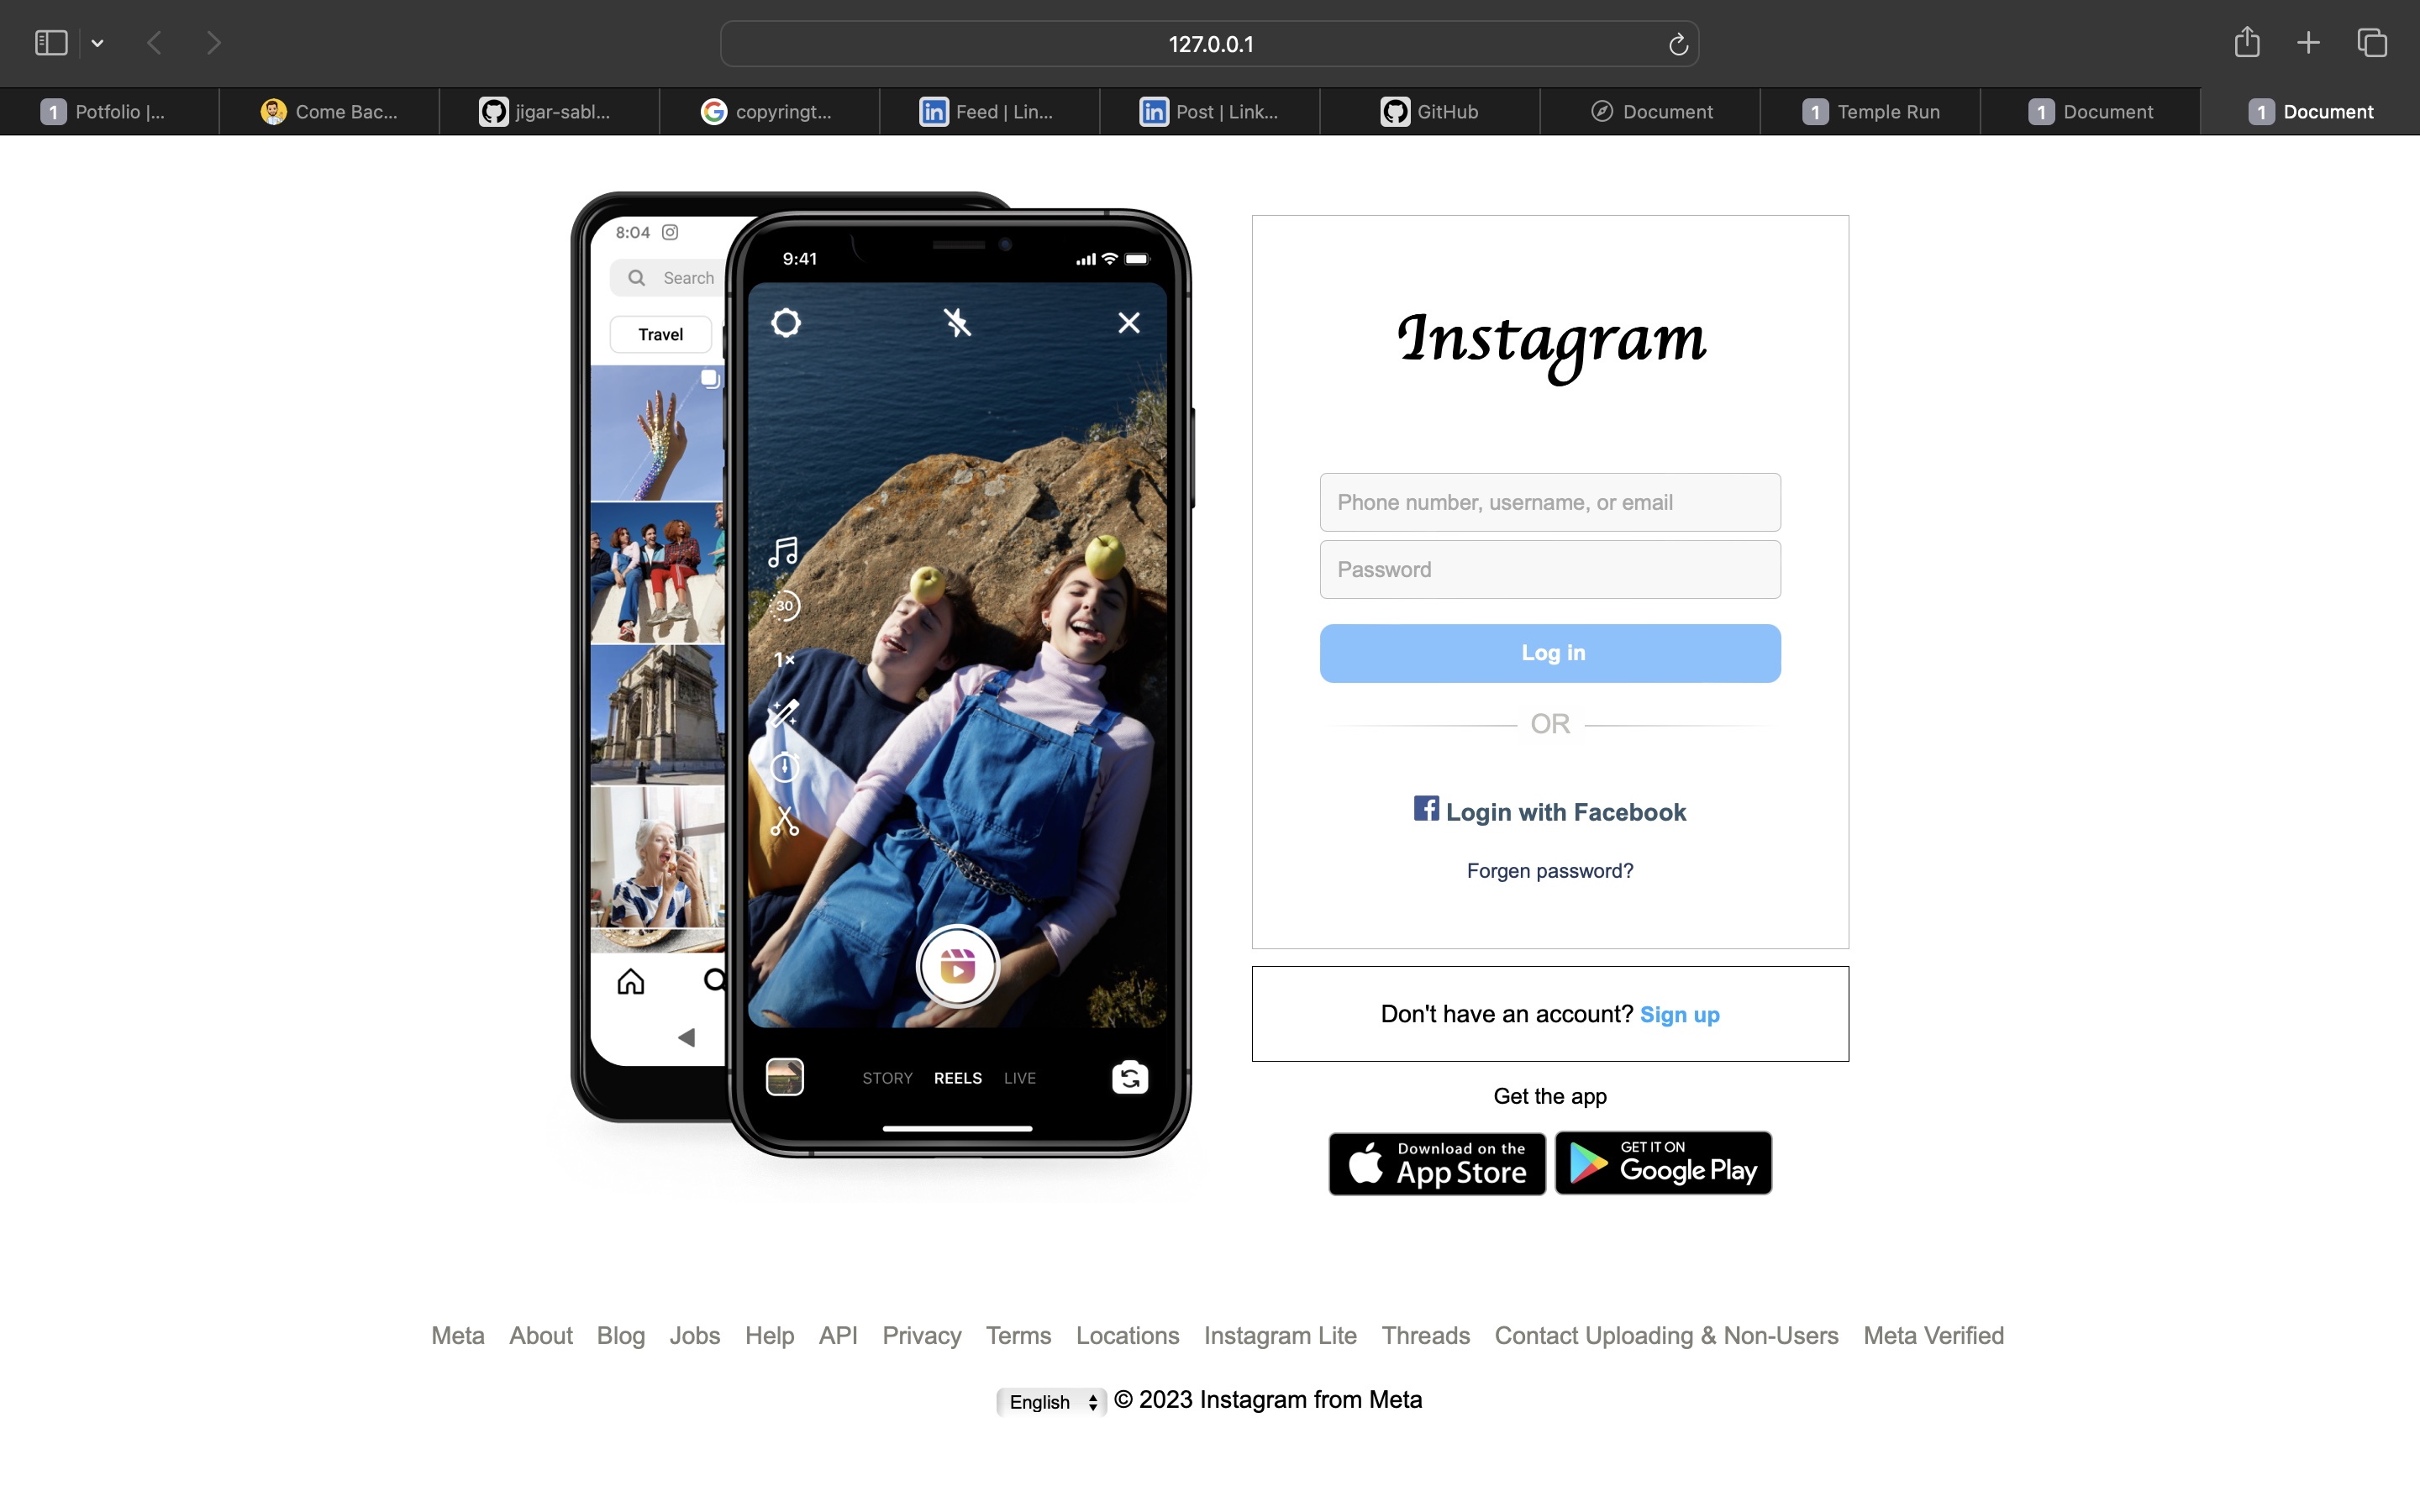 127.0.0.1
1 Potfolio |...
Come Bac...
jigar-sabl...
copyringt...
in Feed | Lin...
in Post | Link...
GitHub
Document
1 Temple Run
1 Document
1 Document
8:04
Search
Travel
9:41
30
1×
STORY REELS LIVE
Instagram
Phone number, username, or email
Password
Log in
OR
Login with Facebook
Forgen password?
Don't have an account? Sign up
Get the app
Download on the
App Store
GET IT ON
Google Play
Meta About Blog Jobs Help API Privacy Terms Locations Instagram Lite Threads Contact Uploading & Non-Users Meta Verified
English © 2023 Instagram from Meta